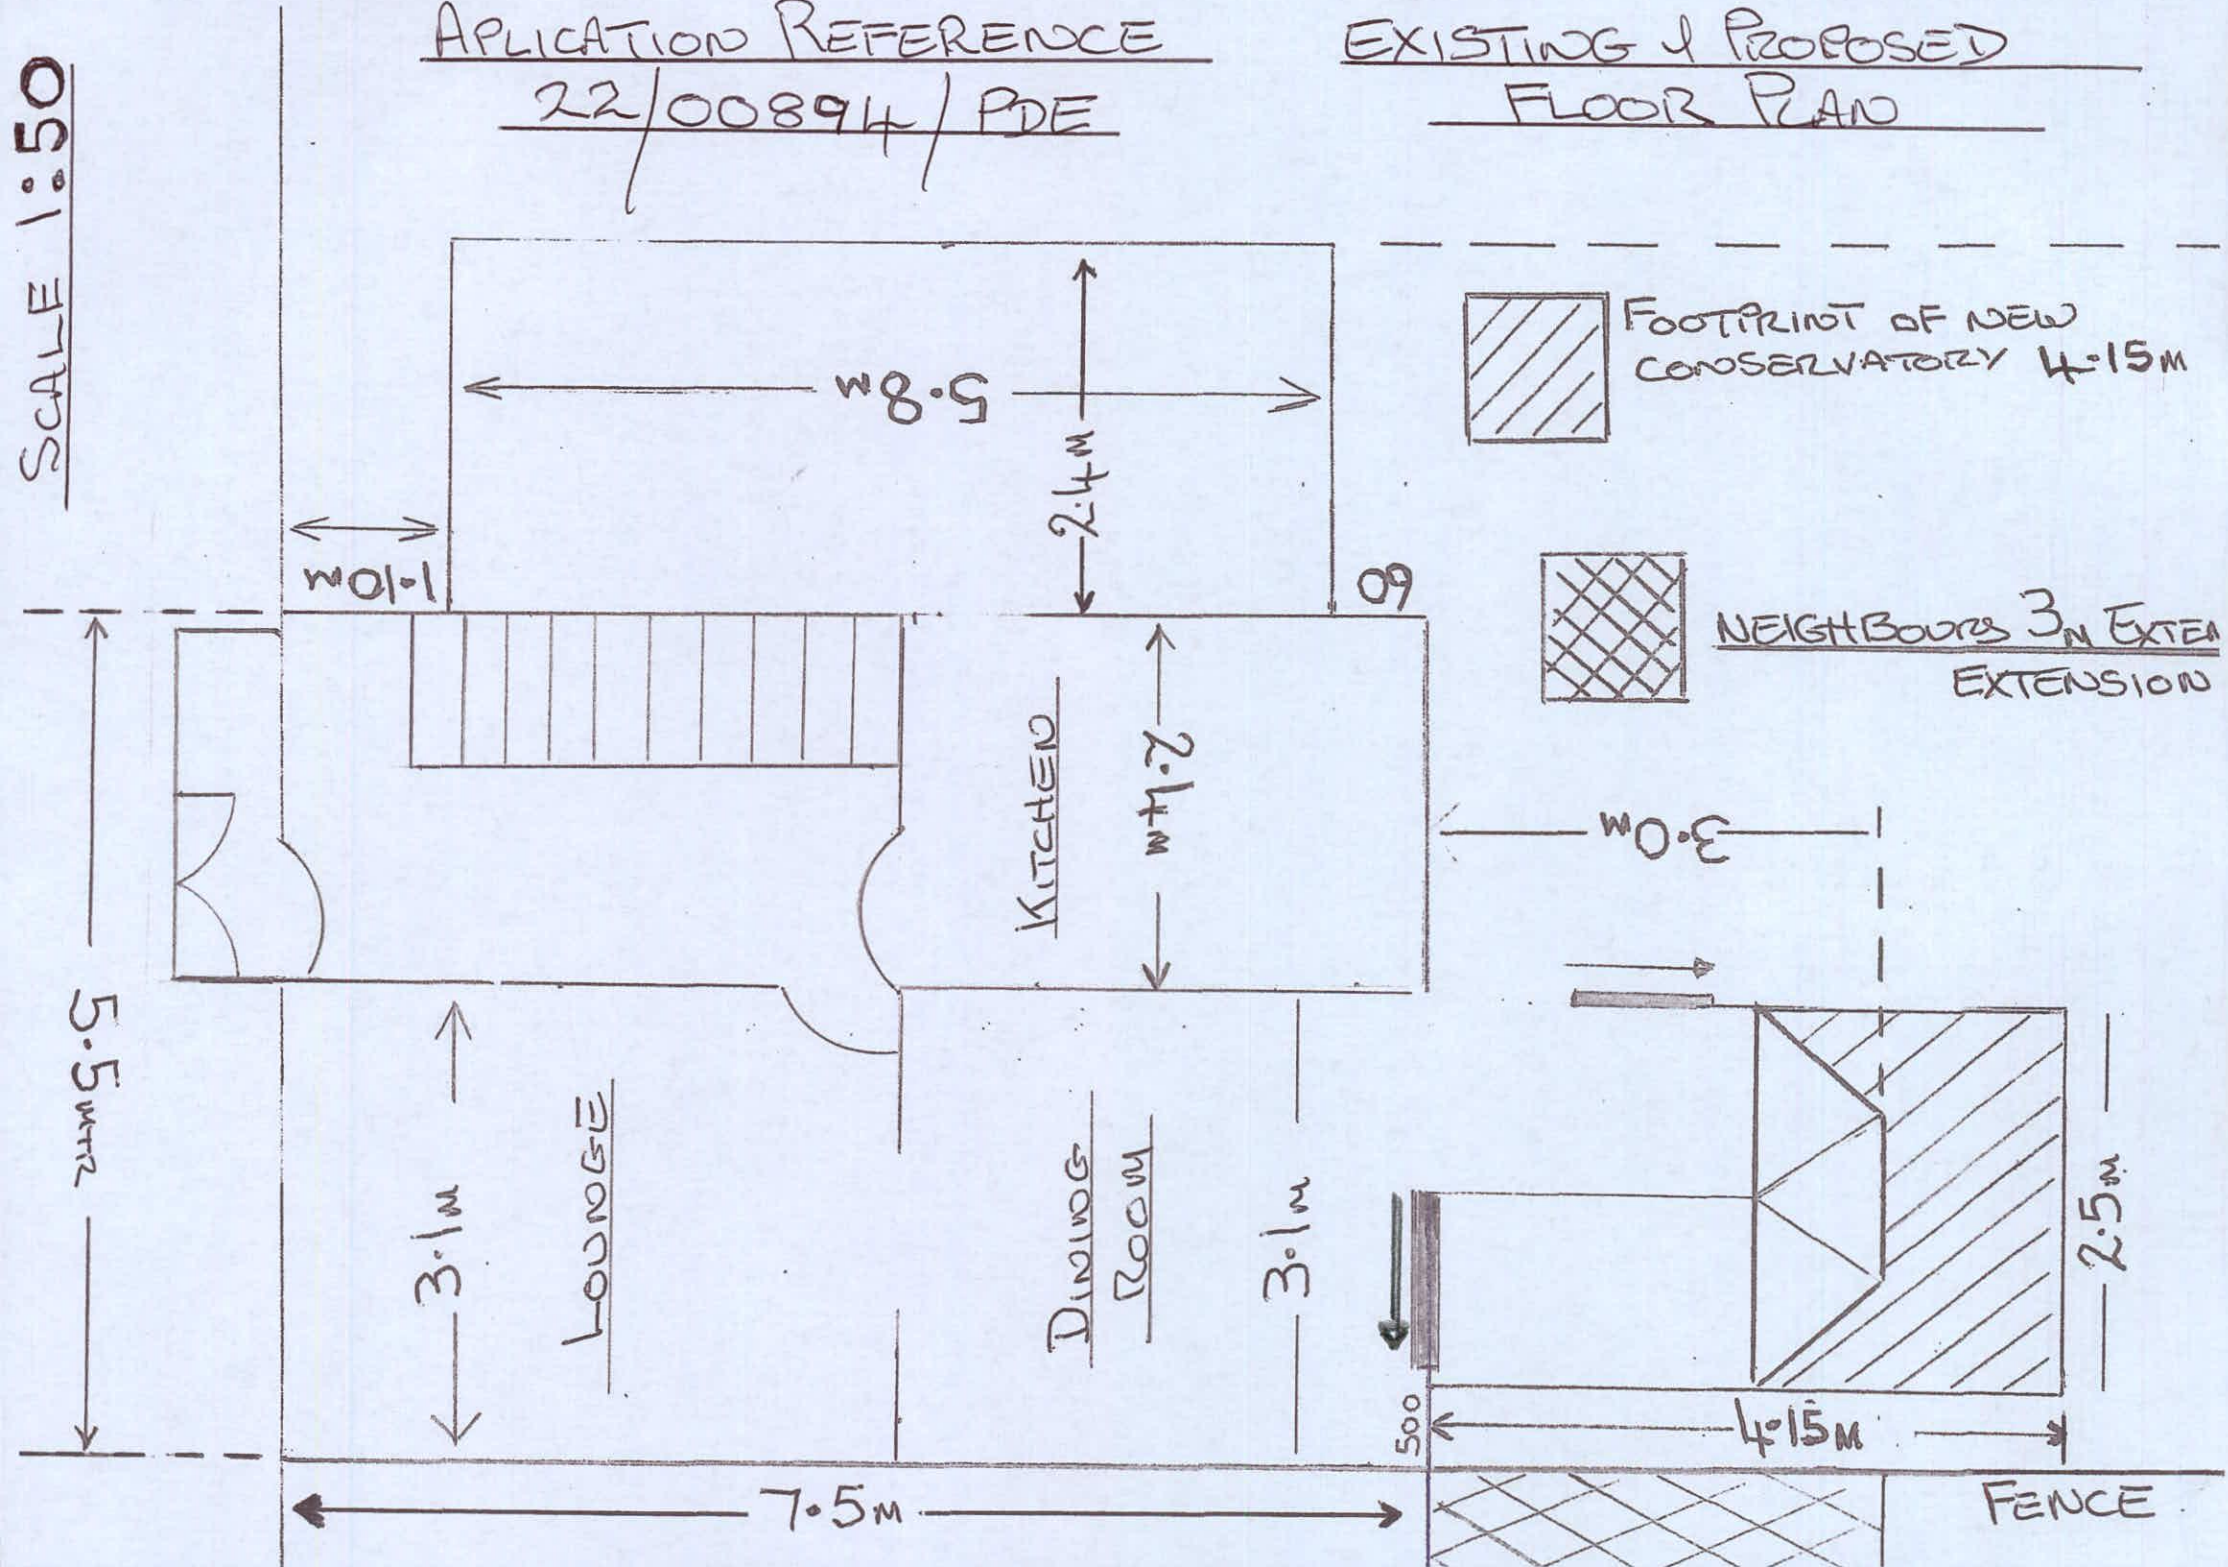 APLICATION REFERENCE
22/00894/PDE
EXISTING & PROPOSED
FLOOR PLAN
SCALE 1:50
FOOTPRINT OF NEW
CONSERVATORY 4.15M
5.8M
2.4M
1.10M
60
NEIGHBOURS 3M EXTEN
EXTENSION
KITCHEN
2.4M
3.0M
5.5MTR
3.1M
LOUNGE
DINING
ROOM
3.1M
2.5M
500
4.15M
7.5M
FENCE